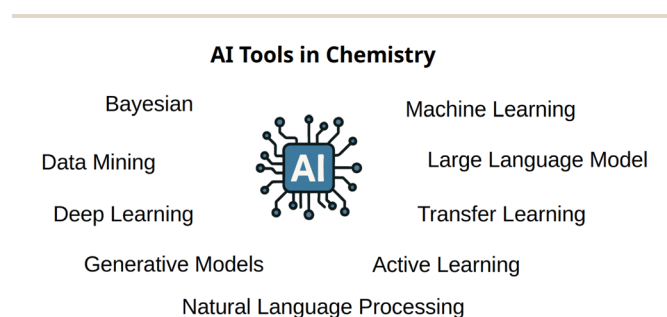 AI Tools in Chemistry
Bayesian
Machine Learning
Data Mining
AI
Large Language Model
Deep Learning
Transfer Learning
Generative Models
Active Learning
Natural Language Processing